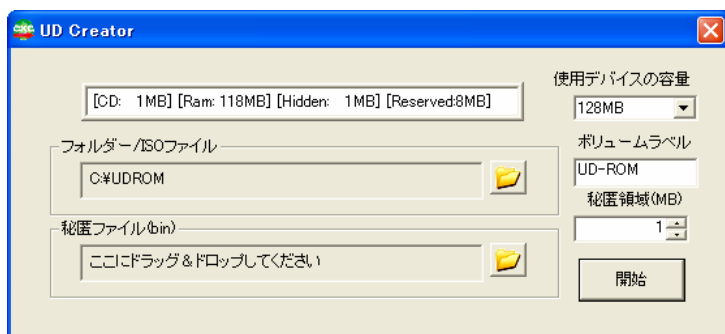 UD Creator
[CD: 1MB] [Ram: 118MB] [Hidden: 1MB] [Reserved:8MB]
使用デバイスの容量
128MB
フォルダー/ISOファイル
C:¥UDROM
ボリュームラベル
UD-ROM
秘匿領域(MB)
1
秘匿ファイル(bin)
ここにドラッグ&ドロップしてください
開始